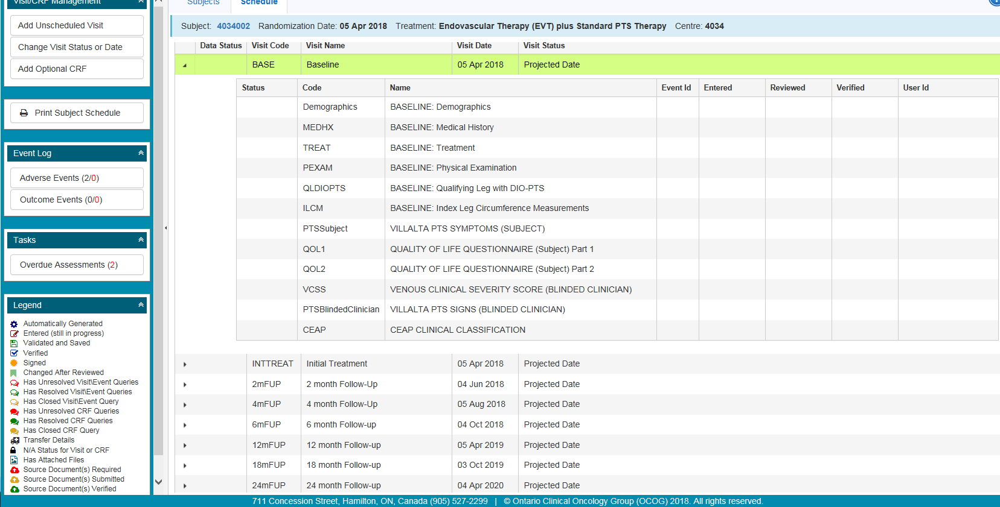 Visit/CRF Management
Add Unscheduled Visit
Change Visit Status or Date
Add Optional CRF
Print Subject Schedule
Event Log
Adverse Events (2/0)
Outcome Events (0/0)
Tasks
Overdue Assessments (2)
Legend
Automatically Generated
Entered (still in progress)
Validated and Saved
Verified
Signed
Changed After Reviewed
Has Unresolved Visit\Event Queries
Has Resolved Visit\Event Queries
Has Closed Visit\Event Query
Has Unresolved CRF Queries
Has Resolved CRF Queries
Has Closed CRF Query
Transfer Details
N/A Status for Visit or CRF
Has Attached Files
Source Document(s) Required
Source Document(s) Submitted
Source Document(s) Verified
Subjects Schedule
Subject: 4034002 Randomization Date: 05 Apr 2018 Treatment: Endovascular Therapy (EVT) plus Standard PTS Therapy Centre: 4034
Data Status Visit Code Visit Name Visit Date Visit Status
BASE Baseline 05 Apr 2018 Projected Date
Status Code Name Event Id Entered Reviewed Verified User Id
Demographics BASELINE: Demographics
MEDHX BASELINE: Medical History
TREAT BASELINE: Treatment
PEXAM BASELINE: Physical Examination
QLDIOPTS BASELINE: Qualifying Leg with DIO-PTS
ILCM BASELINE: Index Leg Circumference Measurements
PTSSubject VILLALTA PTS SYMPTOMS (SUBJECT)
QOL1 QUALITY OF LIFE QUESTIONNAIRE (Subject) Part 1
QOL2 QUALITY OF LIFE QUESTIONNAIRE (Subject) Part 2
VCSS VENOUS CLINICAL SEVERITY SCORE (BLINDED CLINICIAN)
PTSBlindedClinician VILLALTA PTS SIGNS (BLINDED CLINICIAN)
CEAP CEAP CLINICAL CLASSIFICATION
INTTREAT Initial Treatment 05 Apr 2018 Projected Date
2mFUP 2 month Follow-Up 04 Jun 2018 Projected Date
4mFUP 4 month Follow-Up 05 Aug 2018 Projected Date
6mFUP 6 month Follow-up 04 Oct 2018 Projected Date
12mFUP 12 month Follow-up 05 Apr 2019 Projected Date
18mFUP 18 month Follow-up 03 Oct 2019 Projected Date
24mFUP 24 month Follow-up 04 Apr 2020 Projected Date
711 Concession Street, Hamilton, ON, Canada (905) 527-2299 | © Ontario Clinical Oncology Group (OCOG) 2018. All rights reserved.